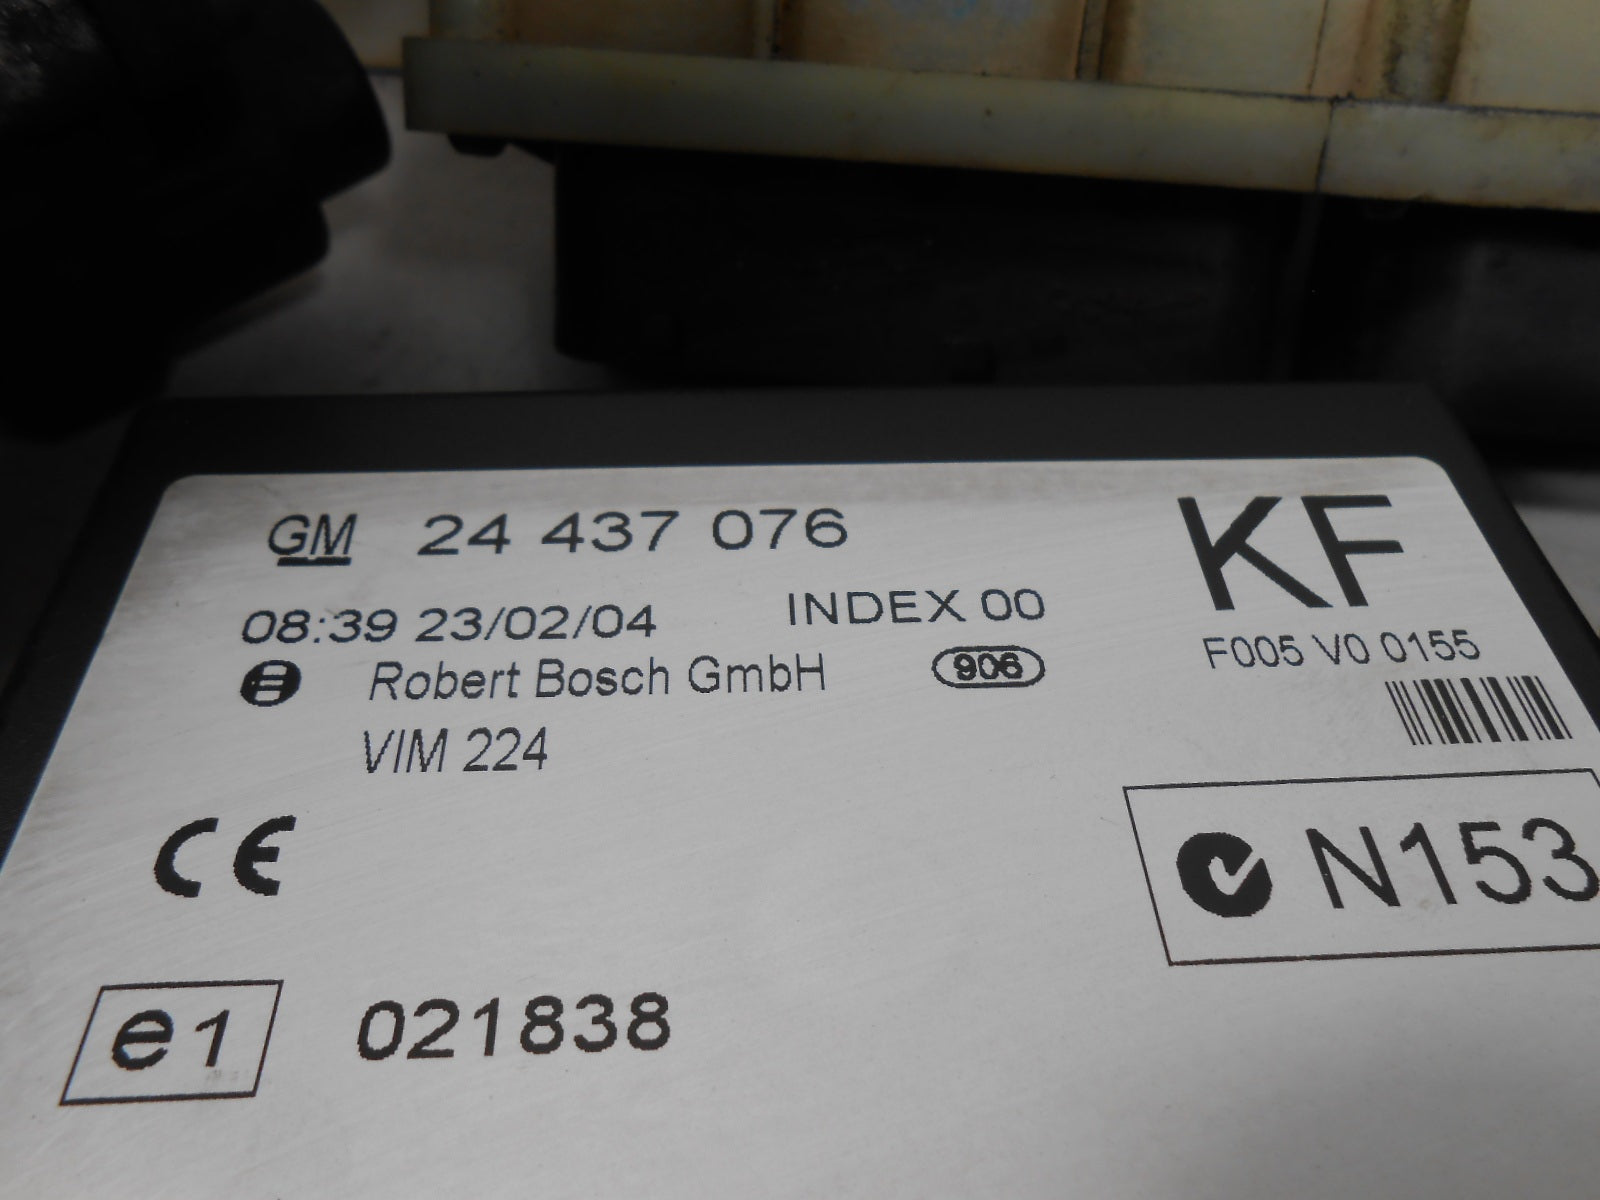 GM 24 437 076
KF
08:39 23/02/04 INDEX 00
F005 V0 0155
Robert Bosch GmbH 906
VIM 224
CE
N153
e1 021838